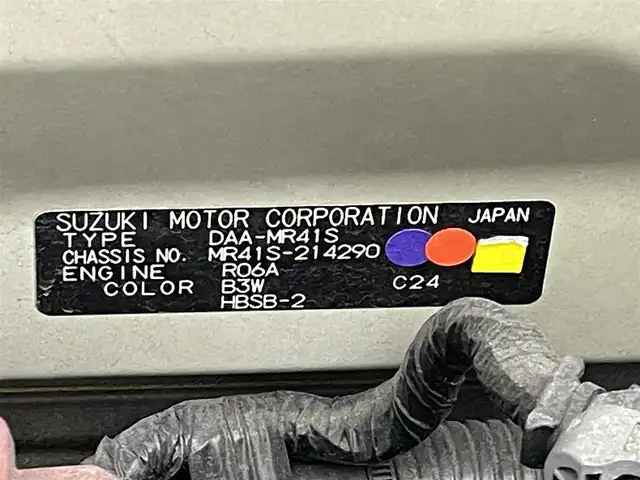 SUZUKI MOTOR CORPORATION JAPAN
TYPE DAA-MR41S
CHASSIS NO. MR41S-214290
ENGINE R06A
COLOR B3W C24
HBSB-2